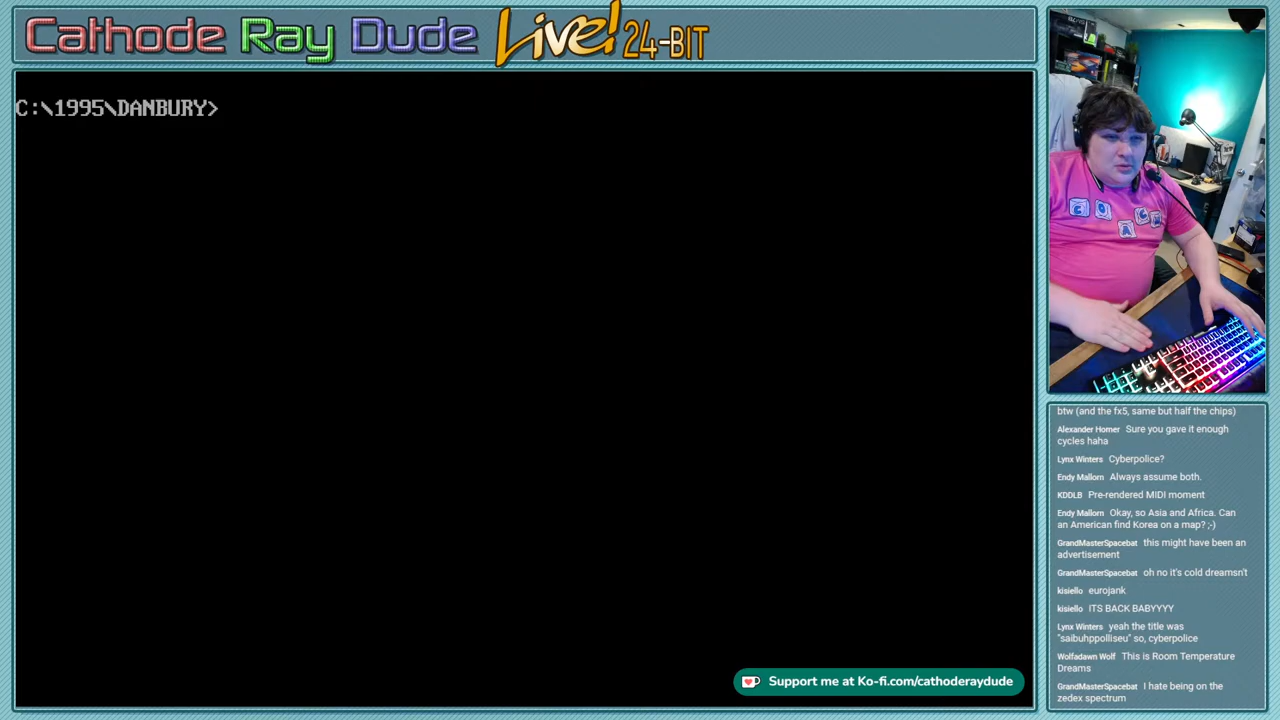 Cathode Ray Dude Live! 24-BIT
C:\1995\DANBURY>
Support me at Ko-fi.com/cathoderaydude
btw (and the fx5, same but half the chips)
Alexander Horner Sure you gave it enough
cycles haha
Lynx Winters Cyberpolice?
Endy Mallorn Always assume both.
KDDLB Pre-rendered MIDI moment
Endy Mallorn Okay, so Asia and Africa. Can
an American find Korea on a map? ;-)
GrandMasterSpacebat this might have been an
advertisement
GrandMasterSpacebat oh no it's cold dreamsn't
kisiello eurojank
kisiello ITS BACK BABYYYY
Lynx Winters yeah the title was
"saibuhppolliseu" so, cyberpolice
Wolfadawn Wolf This is Room Temperature
Dreams
GrandMasterSpacebat I hate being on the
zedex spectrum